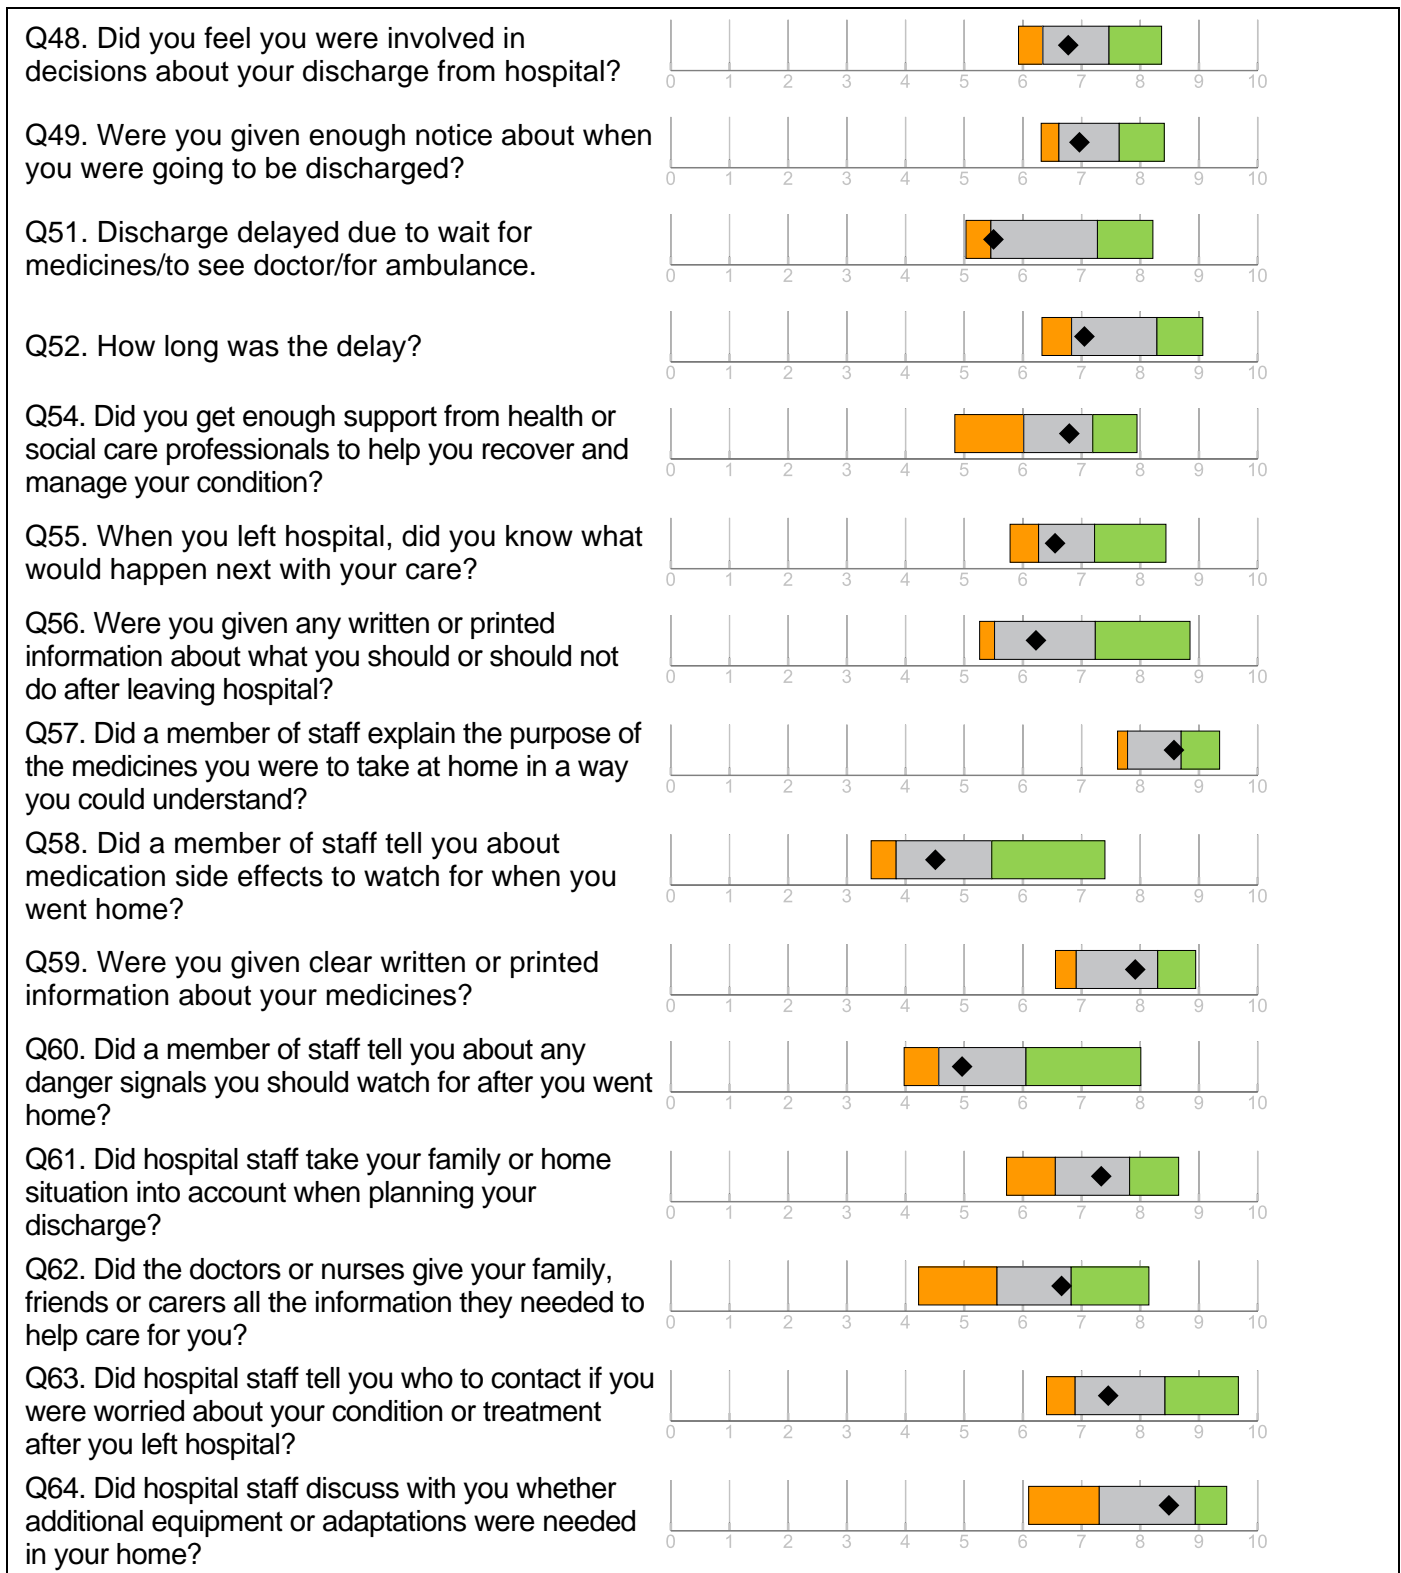 Q48. Did you feel you were involved in
decisions about your discharge from hospital?
0 1 2 3 4 5 6 7 8 9 10
Q49. Were you given enough notice about when
you were going to be discharged?
0 1 2 3 4 5 6 7 8 9 10
Q51. Discharge delayed due to wait for
medicines/to see doctor/for ambulance.
0 1 2 3 4 5 6 7 8 9 10
Q52. How long was the delay?
0 1 2 3 4 5 6 7 8 9 10
Q54. Did you get enough support from health or
social care professionals to help you recover and
manage your condition?
0 1 2 3 4 5 6 7 8 9 10
Q55. When you left hospital, did you know what
would happen next with your care?
0 1 2 3 4 5 6 7 8 9 10
Q56. Were you given any written or printed
information about what you should or should not
do after leaving hospital?
0 1 2 3 4 5 6 7 8 9 10
Q57. Did a member of staff explain the purpose of
the medicines you were to take at home in a way
you could understand?
0 1 2 3 4 5 6 7 8 9 10
Q58. Did a member of staff tell you about
medication side effects to watch for when you
went home?
0 1 2 3 4 5 6 7 8 9 10
Q59. Were you given clear written or printed
information about your medicines?
0 1 2 3 4 5 6 7 8 9 10
Q60. Did a member of staff tell you about any
danger signals you should watch for after you went
home?
0 1 2 3 4 5 6 7 8 9 10
Q61. Did hospital staff take your family or home
situation into account when planning your
discharge?
0 1 2 3 4 5 6 7 8 9 10
Q62. Did the doctors or nurses give your family,
friends or carers all the information they needed to
help care for you?
0 1 2 3 4 5 6 7 8 9 10
Q63. Did hospital staff tell you who to contact if you
were worried about your condition or treatment
after you left hospital?
0 1 2 3 4 5 6 7 8 9 10
Q64. Did hospital staff discuss with you whether
additional equipment or adaptations were needed
in your home?
0 1 2 3 4 5 6 7 8 9 10